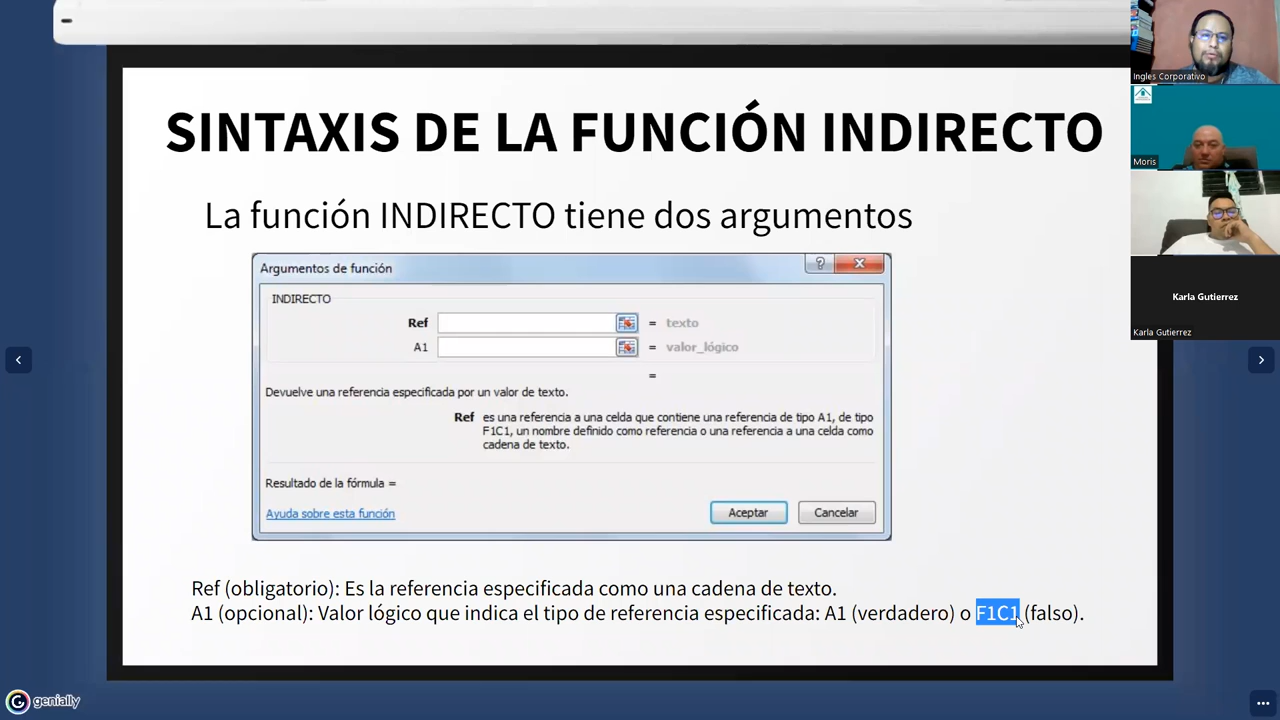 SINTAXIS DE LA FUNCIÓN INDIRECTO
La función INDIRECTO tiene dos argumentos
Argumentos de función
?
INDIRECTO
Ref
= texto
A1
= valor_lógico
=
Devuelve una referencia especificada por un valor de texto.
Ref es una referencia a una celda que contiene una referencia de tipo A1, de tipo
F1C1, un nombre definido como referencia o una referencia a una celda como
cadena de texto.
Resultado de la fórmula =
Ayuda sobre esta función
Aceptar
Cancelar
Ref (obligatorio): Es la referencia especificada como una cadena de texto.
A1 (opcional): Valor lógico que indica el tipo de referencia especificada: A1 (verdadero) o F1C1 (falso).
genially
Ingles Corporativo
Moris
Karla Gutierrez
Karla Gutierrez